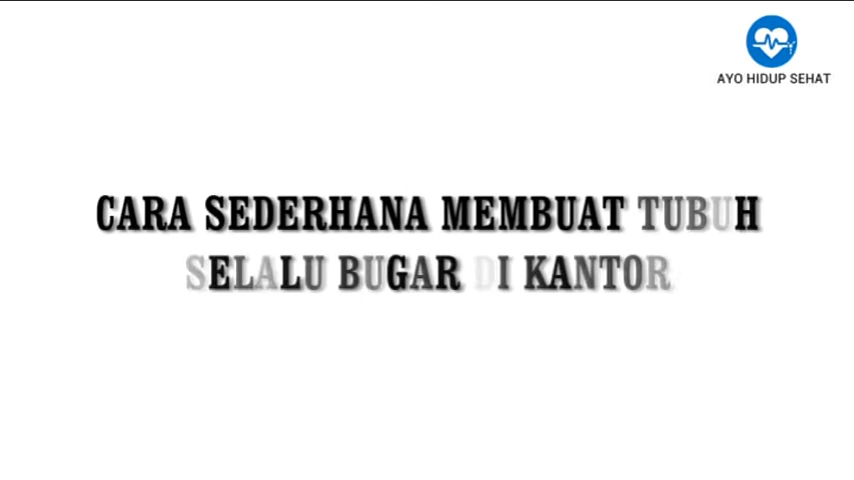 AYO HIDUP SEHAT
CARA SEDERHANA MEMBUAT TUBUH
SELALU BUGAR DI KANTOR